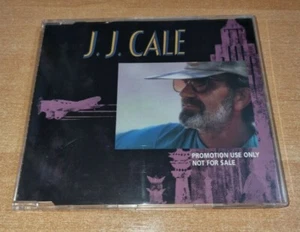 J. J. CALE
PROMOTION USE ONLY
NOT FOR SALE